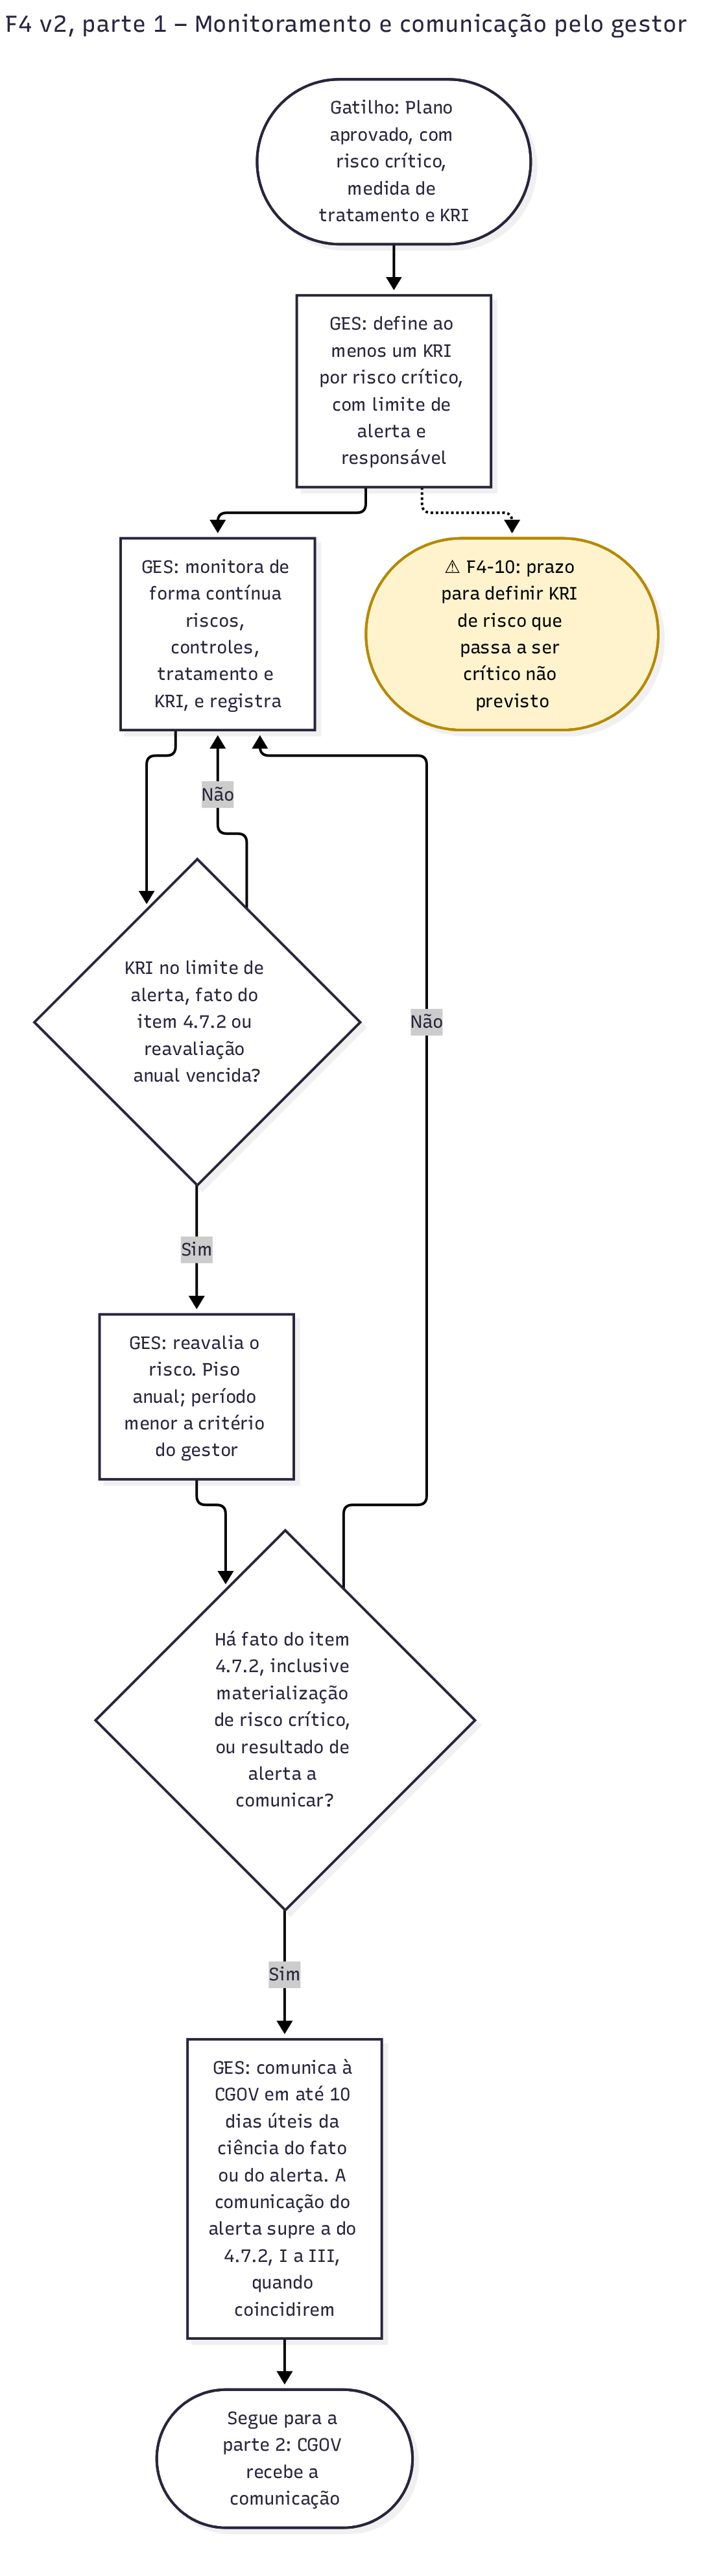 F4 v2, parte 1 – Monitoramento e comunicação pelo gestor
Gatilho: Plano
aprovado, com
risco crítico,
medida de
tratamento e KRI
GES: define ao
menos um KRI
por risco crítico,
com limite de
alerta e
responsável
GES: monitora de
forma contínua
riscos,
controles,
tratamento e
KRI, e registra
⚠ F4-10: prazo
para definir KRI
de risco que
passa a ser
crítico não
previsto
Não
KRI no limite de
alerta, fato do
item 4.7.2 ou
reavaliação
anual vencida?
Não
Sim
GES: reavalia o
risco. Piso
anual; período
menor a critério
do gestor
Há fato do item
4.7.2, inclusive
materialização
de risco crítico,
ou resultado de
alerta a
comunicar?
Sim
GES: comunica à
CGOV em até 10
dias úteis da
ciência do fato
ou do alerta. A
comunicação do
alerta supre a do
4.7.2, I a III,
quando
coincidirem
Segue para a
parte 2: CGOV
recebe a
comunicação